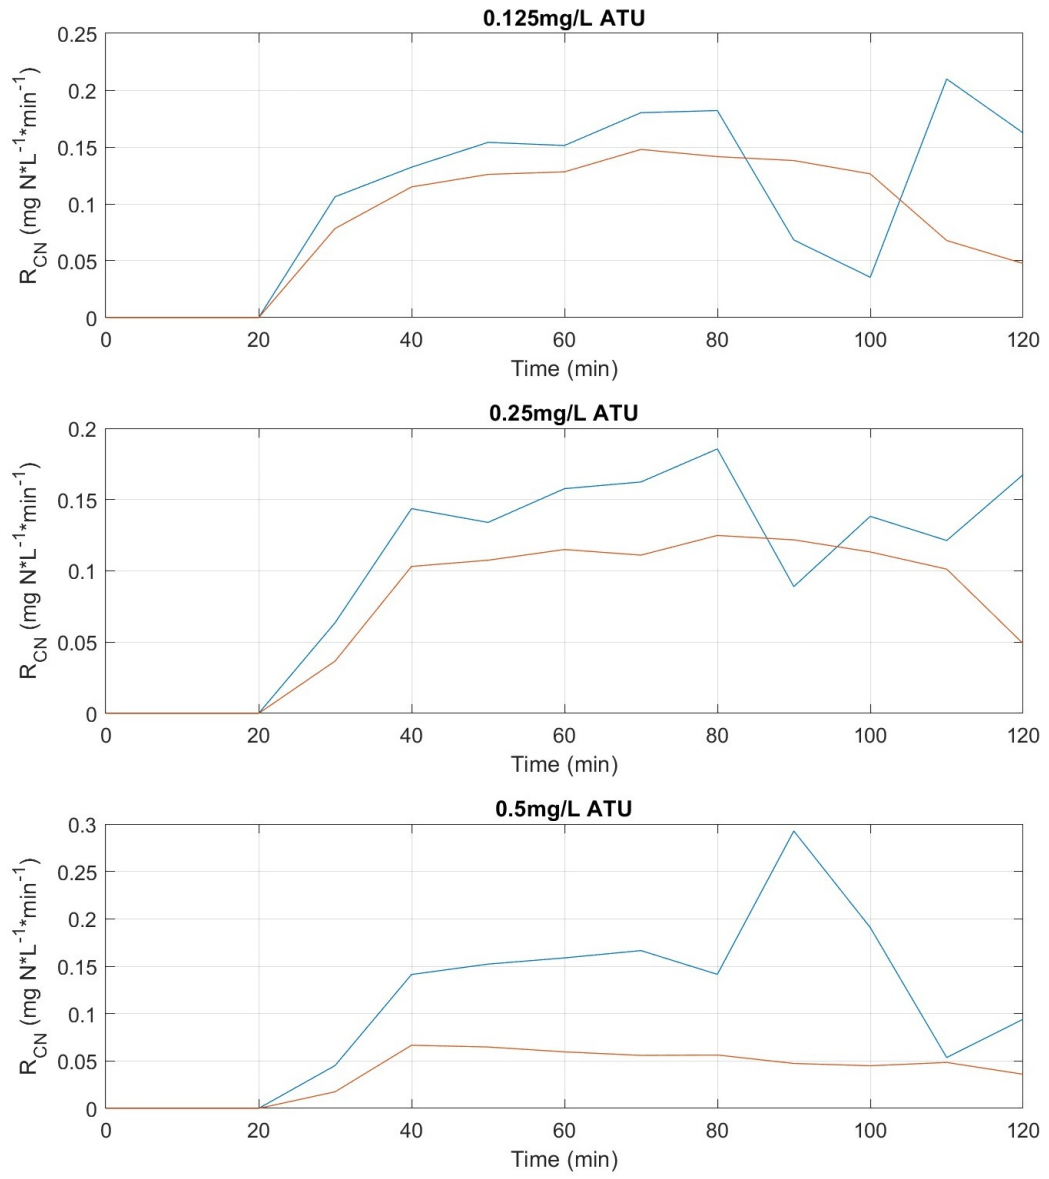 0.125mg/L ATU
0.25
0.2
0.15
0.1
0.05
0
R_CN (mg N*L^-1*min^-1)
0 20 40 60 80 100 120
Time (min)
0.25mg/L ATU
0.2
0.15
0.1
0.05
0
R_CN (mg N*L^-1*min^-1)
0 20 40 60 80 100 120
Time (min)
0.5mg/L ATU
0.3
0.25
0.2
0.15
0.1
0.05
0
R_CN (mg N*L^-1*min^-1)
0 20 40 60 80 100 120
Time (min)